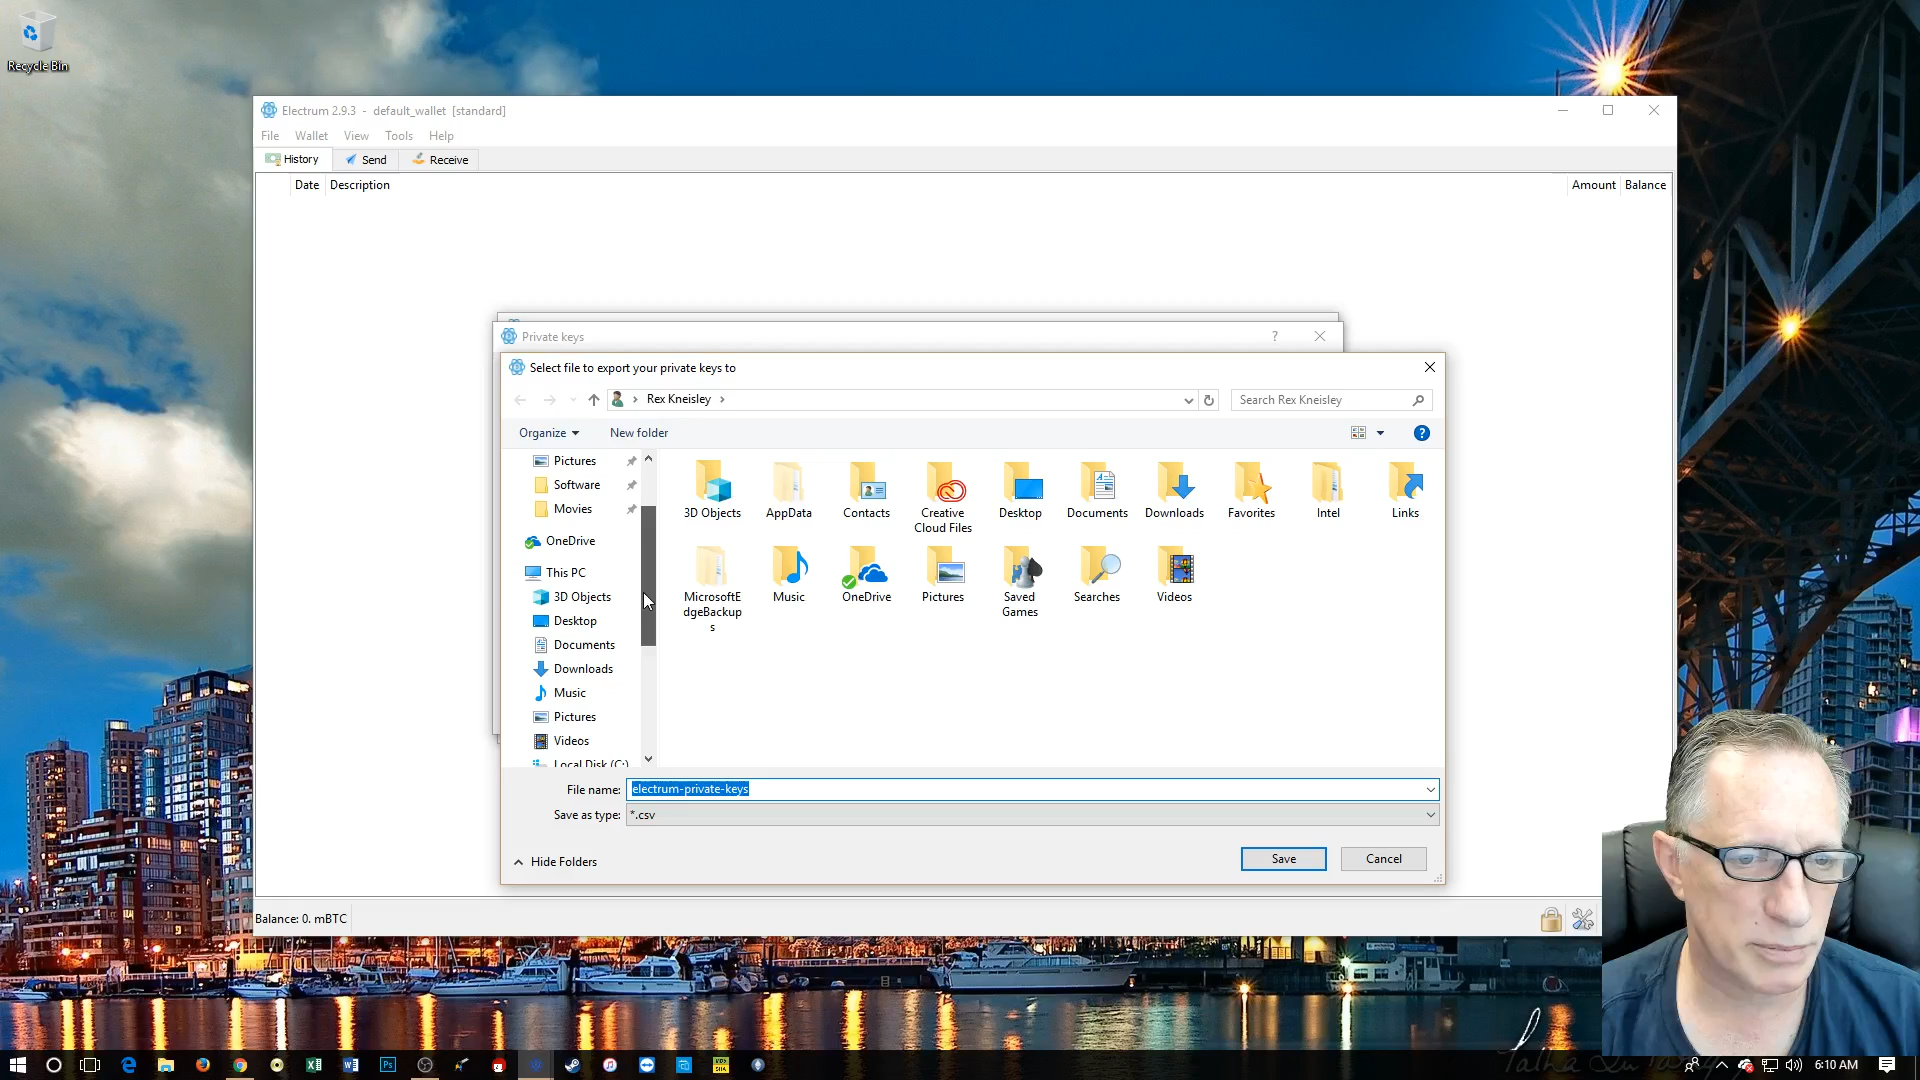 Recycle Bin
Electrum 2.9.3 - default_wallet [standard]
File Wallet View Tools Help
History Send Receive
Date Description Amount Balance
Private keys ?
Select file to export your private keys to
Rex Kneisley
Search Rex Kneisley
Organize New folder ?
Pictures
Software
Movies
OneDrive
This PC
3D Objects
Desktop
Documents
Downloads
Music
Pictures
Videos
Local Disk (C:)
3D Objects
AppData
Contacts
Creative
Cloud Files
Desktop
Documents
Downloads
Favorites
Intel
Links
MicrosoftE
dgeBackup
s
Music
OneDrive
Pictures
Saved
Games
Searches
Videos
File name: electrum-private-keys
Save as type: *.csv
Hide Folders Save Cancel
Balance: 0. mBTC
6:10 AM